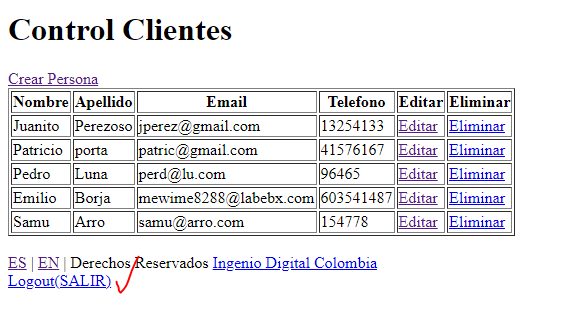 Control Clientes
Crear Persona
Nombre Apellido Email Telefono Editar Eliminar
Juanito Perezoso jperez@gmail.com 13254133 Editar Eliminar
Patricio porta patric@gmail.com 41576167 Editar Eliminar
Pedro Luna perd@lu.com 96465 Editar Eliminar
Emilio Borja mewime8288@labebx.com 603541487 Editar Eliminar
Samu Arro samu@arro.com 154778 Editar Eliminar
ES | EN | Derechos Reservados Ingenio Digital Colombia
Logout(SALIR)